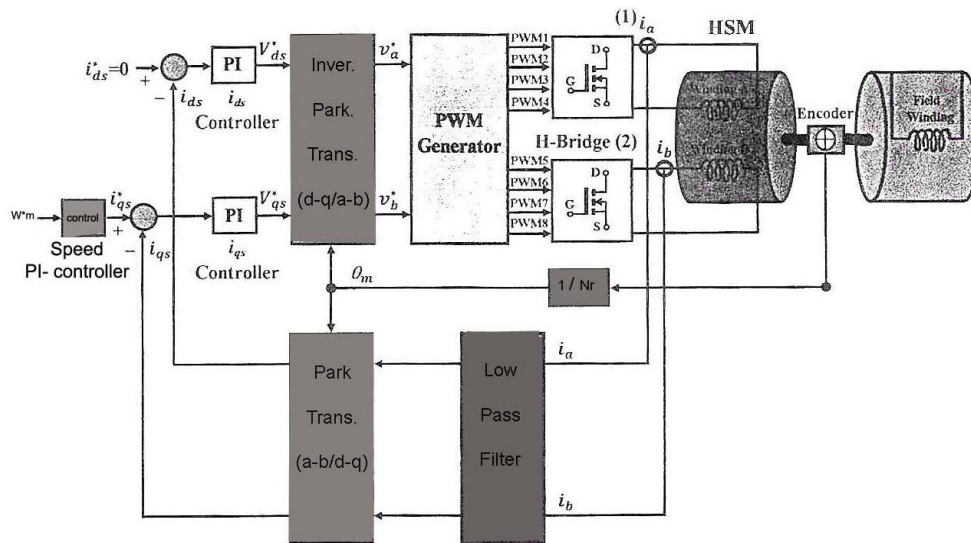 (1) i_a
HSM
i*_ds=0
+
−
i_ds
PI
V*_ds
i_ds
Controller
Inver.
Park.
Trans.
(d-q/a-b)
v*_a
v*_b
PWM
Generator
PWM1
PWM2
PWM3
PWM4
D
G
S
H-Bridge (2)
i_b
PWM5
PWM6
PWM7
PWM8
D
G
S
Winding
Winding
Encoder
Field
Winding
W*m
control
Speed
PI- controller
i*_qs
+
−
i_qs
PI
V*_qs
i_qs
Controller
θ_m
1 / Nr
Park
Trans.
(a-b/d-q)
Low
Pass
Filter
i_a
i_b